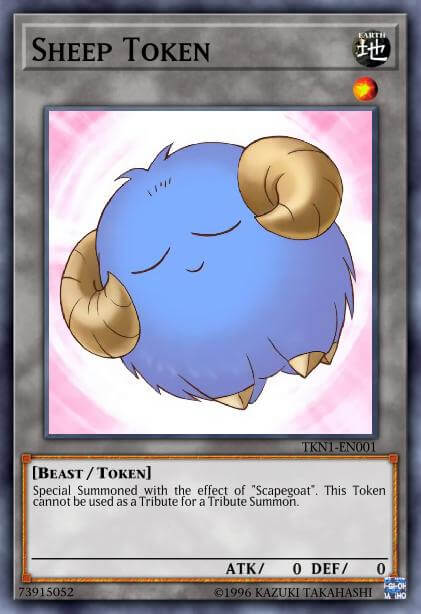 SHEEP TOKEN
EARTH
地
TKN1-EN001
[BEAST / TOKEN]
Special Summoned with the effect of "Scapegoat". This Token
cannot be used as a Tribute for a Tribute Summon.
ATK/ 0 DEF/ 0
73915052
©1996 KAZUKI TAKAHASHI